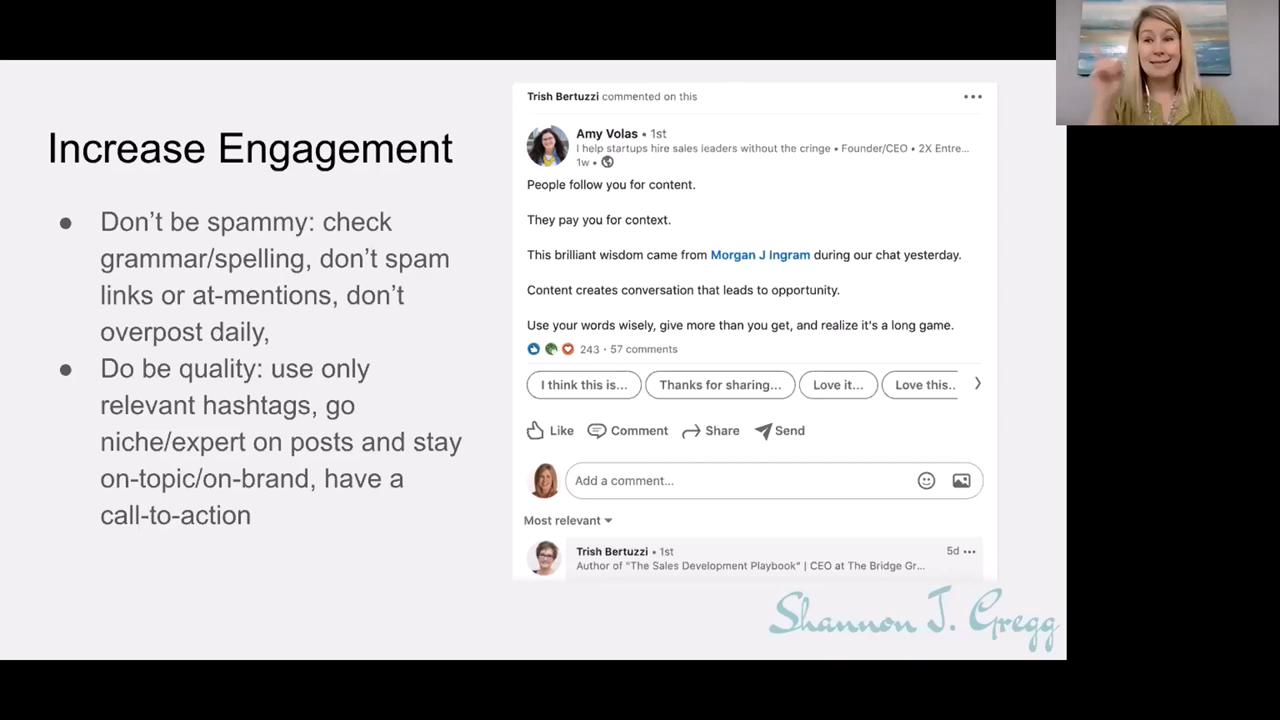 Increase Engagement
● Don’t be spammy: check
grammar/spelling, don’t spam
links or at-mentions, don’t
overpost daily,
● Do be quality: use only
relevant hashtags, go
niche/expert on posts and stay
on-topic/on-brand, have a
call-to-action
Trish Bertuzzi commented on this
Amy Volas • 1st
I help startups hire sales leaders without the cringe • Founder/CEO • 2X Entre...
1w •
People follow you for content.
They pay you for context.
This brilliant wisdom came from Morgan J Ingram during our chat yesterday.
Content creates conversation that leads to opportunity.
Use your words wisely, give more than you get, and realize it's a long game.
243 · 57 comments
I think this is... Thanks for sharing... Love it... Love this..
Like Comment Share Send
Add a comment...
Most relevant
Trish Bertuzzi • 1st 5d
Author of "The Sales Development Playbook" | CEO at The Bridge Gr...
Shannon J. Gregg